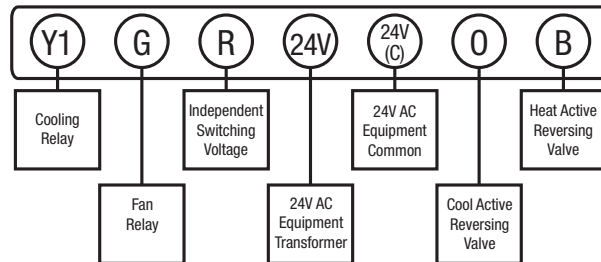 Y1 G R 24V 24V (C) O B
Cooling
Relay
Independent
Switching
Voltage
24V AC
Equipment
Common
Heat Active
Reversing
Valve
Fan
Relay
24V AC
Equipment
Transformer
Cool Active
Reversing
Valve